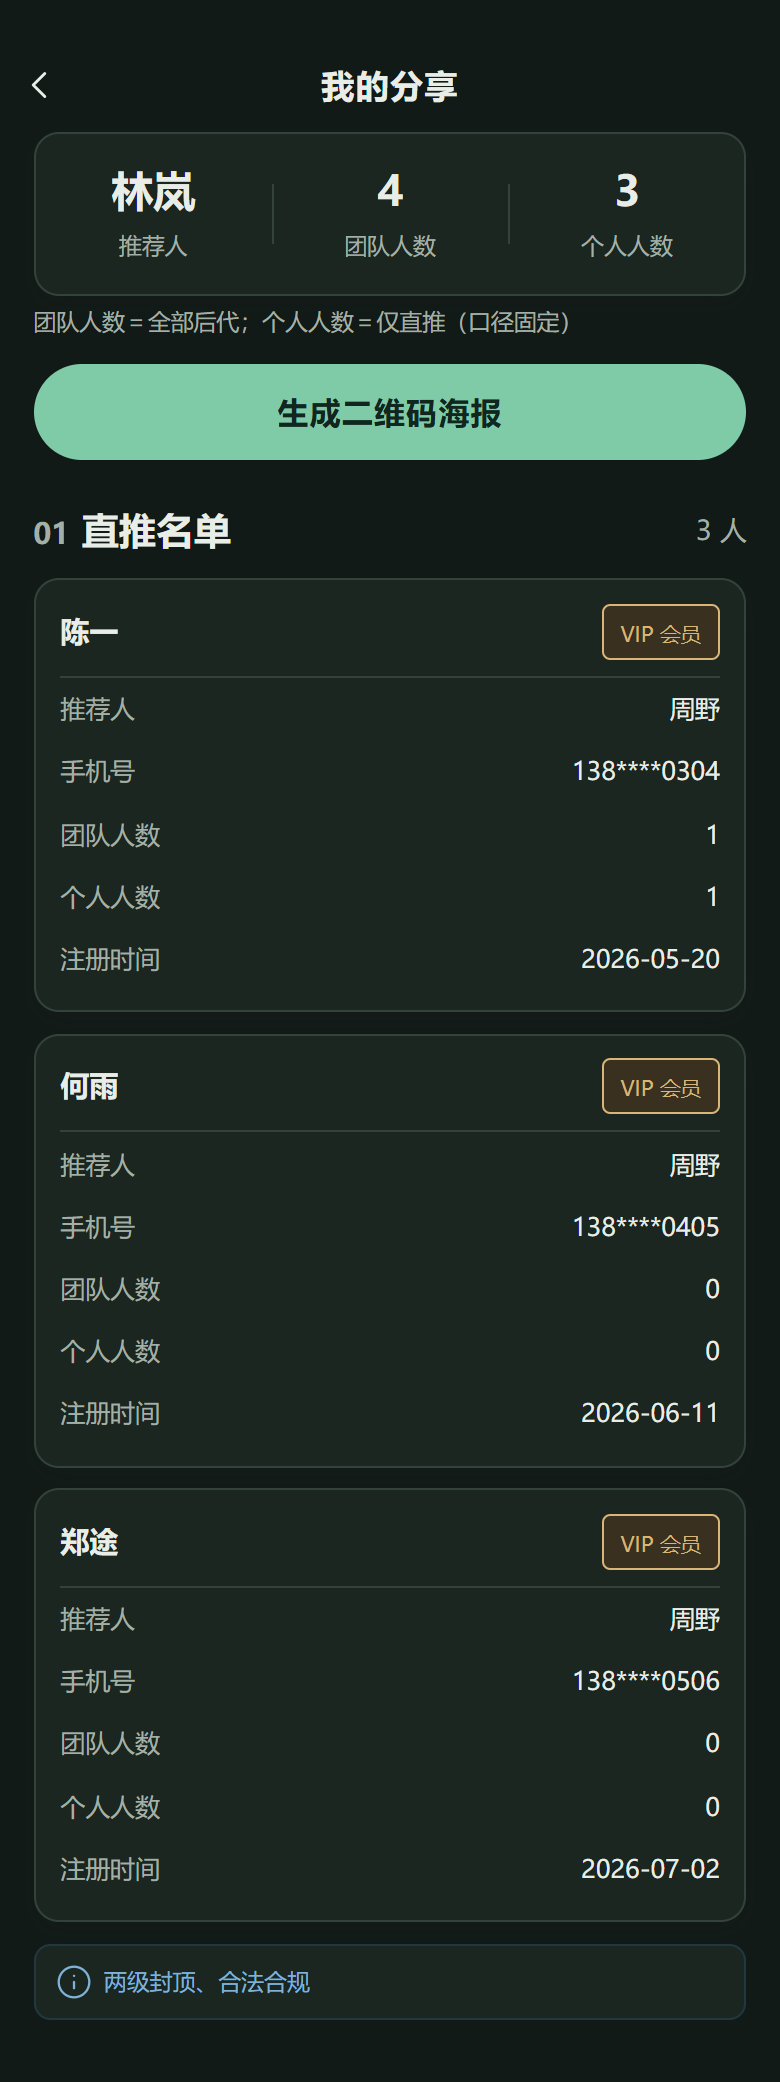 我的分享
林岚 4 3
推荐人 团队人数 个人人数
团队人数 = 全部后代；个人人数 = 仅直推（口径固定）
生成二维码海报
01 直推名单 3 人
陈一 VIP 会员
推荐人 周野
手机号 138****0304
团队人数 1
个人人数 1
注册时间 2026-05-20
何雨 VIP 会员
推荐人 周野
手机号 138****0405
团队人数 0
个人人数 0
注册时间 2026-06-11
郑途 VIP 会员
推荐人 周野
手机号 138****0506
团队人数 0
个人人数 0
注册时间 2026-07-02
两级封顶、合法合规